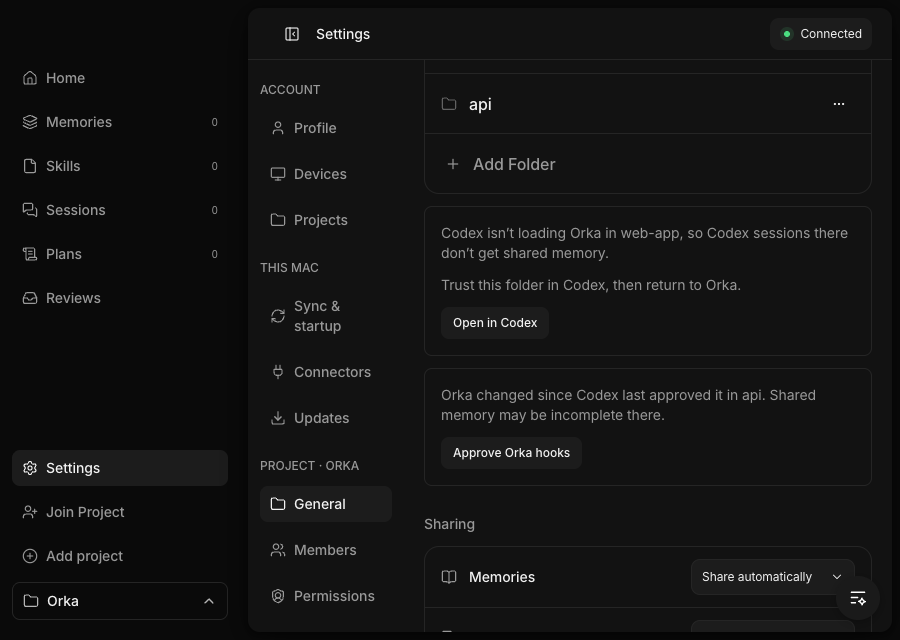 Settings
Connected
Home
Memories 0
Skills 0
Sessions 0
Plans 0
Reviews
Settings
Join Project
Add project
Orka
ACCOUNT
Profile
Devices
Projects
THIS MAC
Sync &
startup
Connectors
Updates
PROJECT · ORKA
General
Members
Permissions
api
Add Folder
Codex isn’t loading Orka in web-app, so Codex sessions there
don’t get shared memory.
Trust this folder in Codex, then return to Orka.
Open in Codex
Orka changed since Codex last approved it in api. Shared
memory may be incomplete there.
Approve Orka hooks
Sharing
Memories
Share automatically